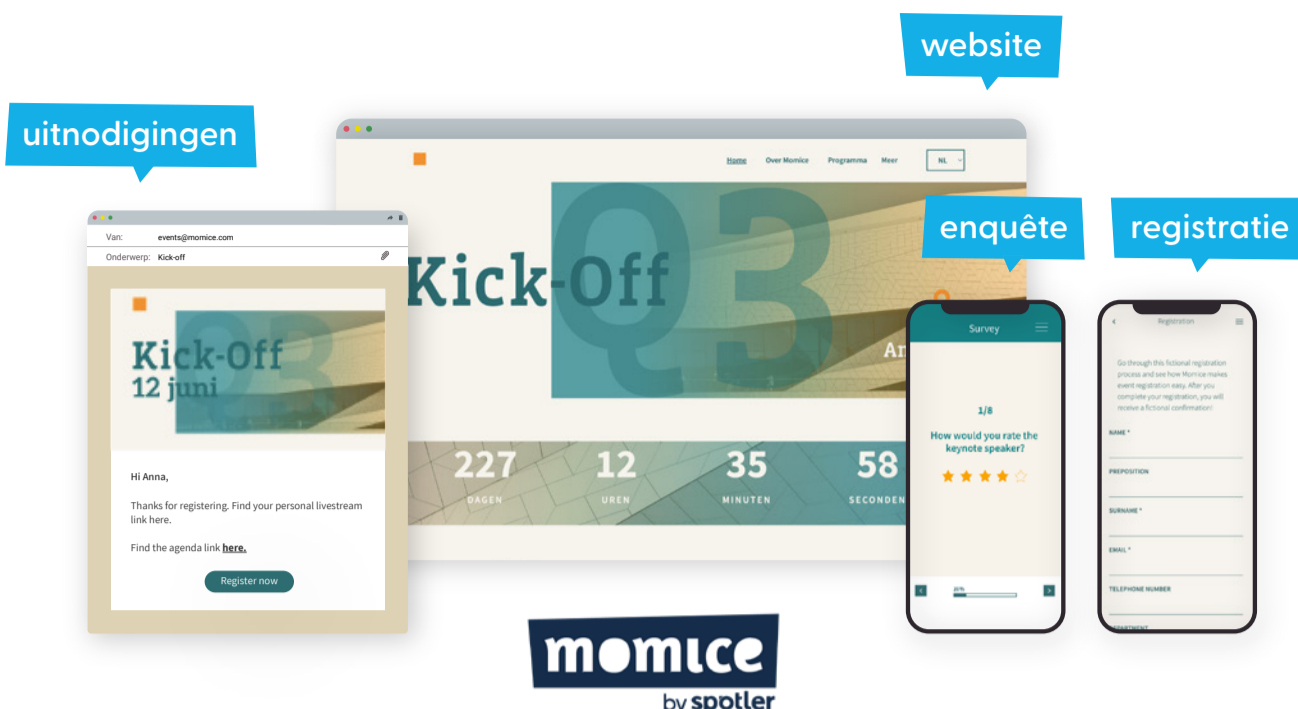 website
uitnodigingen
Home Over Momice Programma Meer NL
enquête
registratie
Van: events@momice.com
Onderwerp: Kick-off
Q3
Kick-Off
12 juni
Hi Anna,
Thanks for registering. Find your personal livestream
link here.
Find the agenda link here.
Register now
Q3
Kick-Off
227 12 35 58
DAGEN UREN MINUTEN SECONDEN
Survey
1/8
How would you rate the
keynote speaker?
20%
Registration
Go through this fictional registration
process and see how Momice makes
event registration easy. After you
complete your registration, you will
receive a fictional confirmation!
NAME *
PREPOSITION
SURNAME *
EMAIL *
TELEPHONE NUMBER
DEPARTMENT
momice
by spotler